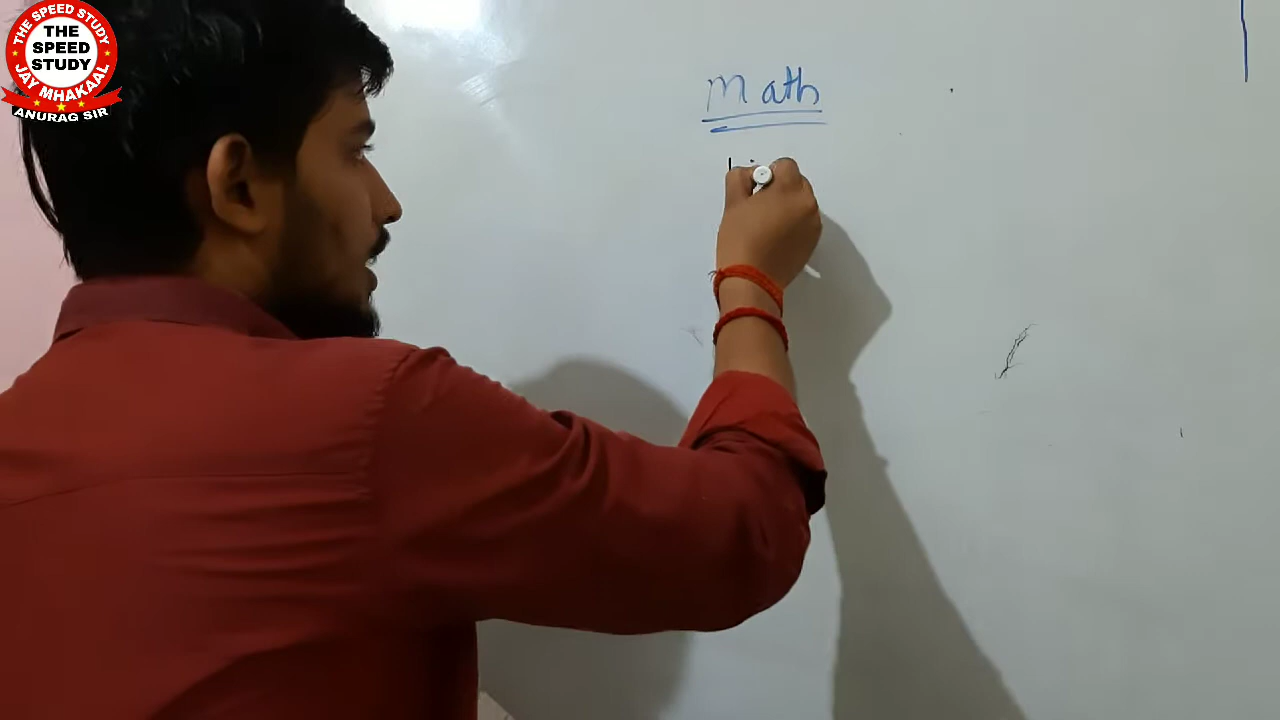 THE SPEED STUDY
THE
SPEED
STUDY
JAY MHAKAAL
ANURAG SIR
Math